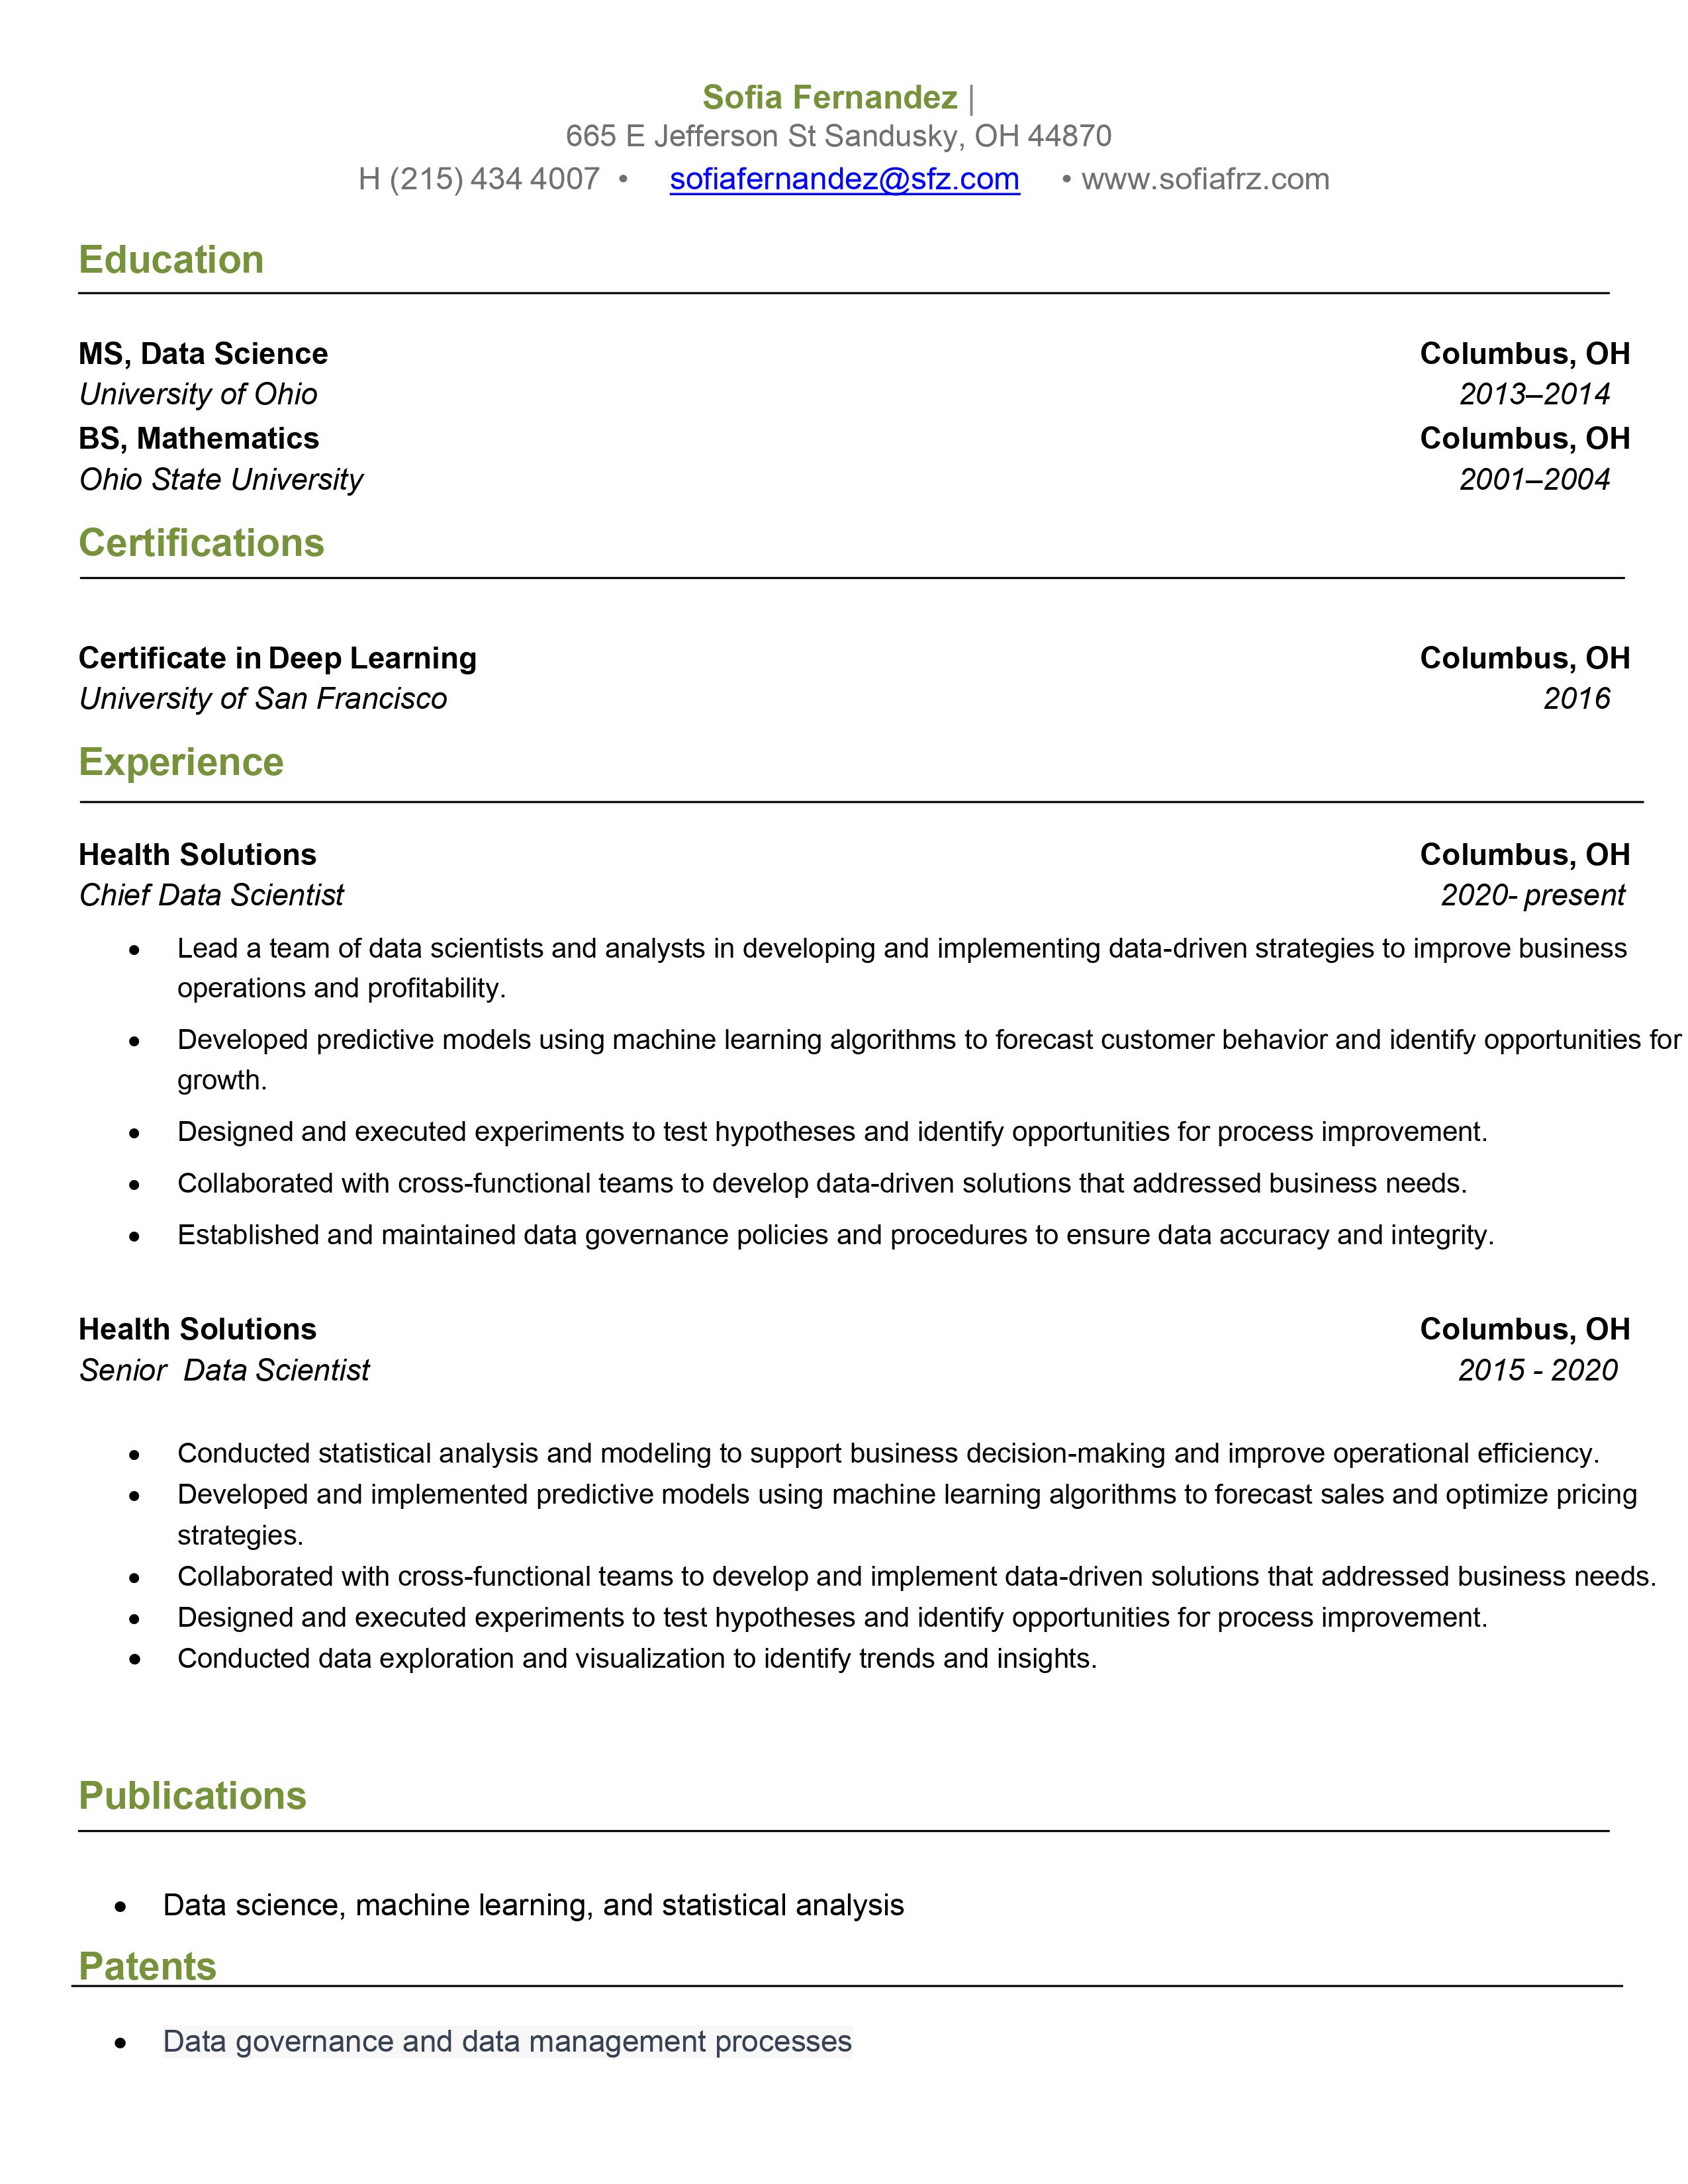 Sofia Fernandez |
665 E Jefferson St Sandusky, OH 44870
H (215) 434 4007 • sofiafernandez@sfz.com • www.sofiafrz.com
Education
MS, Data Science Columbus, OH
University of Ohio 2013–2014
BS, Mathematics Columbus, OH
Ohio State University 2001–2004
Certifications
Certificate in Deep Learning Columbus, OH
University of San Francisco 2016
Experience
Health Solutions Columbus, OH
Chief Data Scientist 2020- present
• Lead a team of data scientists and analysts in developing and implementing data-driven strategies to improve business
operations and profitability.
• Developed predictive models using machine learning algorithms to forecast customer behavior and identify opportunities for
growth.
• Designed and executed experiments to test hypotheses and identify opportunities for process improvement.
• Collaborated with cross-functional teams to develop data-driven solutions that addressed business needs.
• Established and maintained data governance policies and procedures to ensure data accuracy and integrity.
Health Solutions Columbus, OH
Senior Data Scientist 2015 - 2020
• Conducted statistical analysis and modeling to support business decision-making and improve operational efficiency.
• Developed and implemented predictive models using machine learning algorithms to forecast sales and optimize pricing
strategies.
• Collaborated with cross-functional teams to develop and implement data-driven solutions that addressed business needs.
• Designed and executed experiments to test hypotheses and identify opportunities for process improvement.
• Conducted data exploration and visualization to identify trends and insights.
Publications
• Data science, machine learning, and statistical analysis
Patents
• Data governance and data management processes